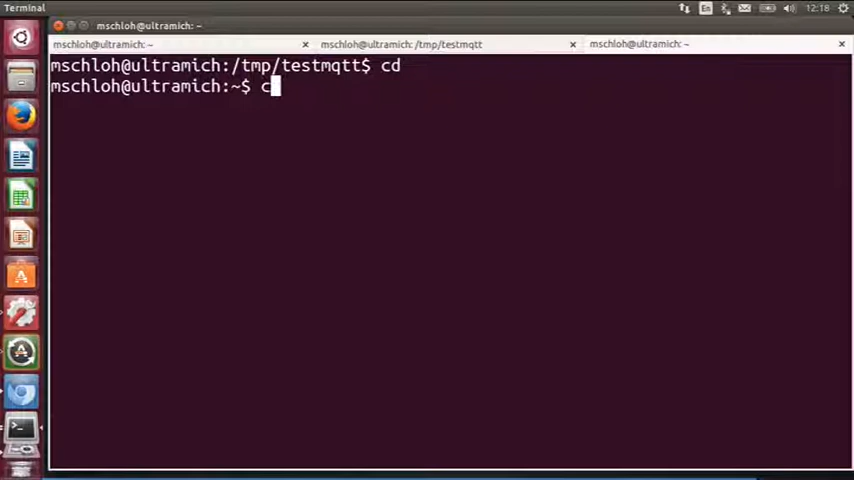 Terminal
En
12:18
mschloh@ultramich: ~
mschloh@ultramich: ~
mschloh@ultramich: /tmp/testmqtt
mschloh@ultramich: ~
mschloh@ultramich:/tmp/testmqtt$ cd
mschloh@ultramich:~$ c